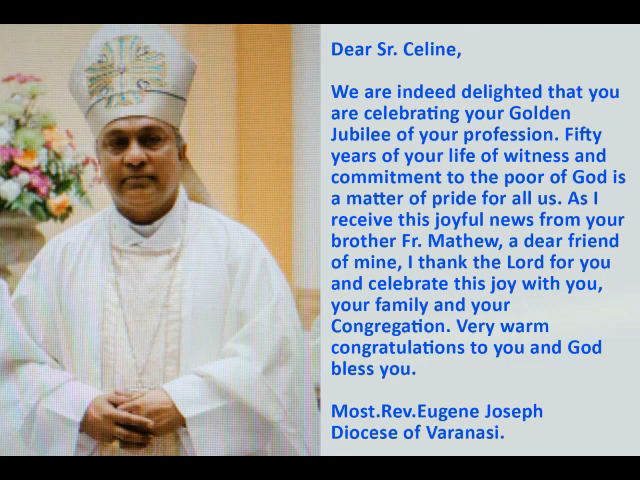 Dear Sr. Celine,
We are indeed delighted that you
are celebrating your Golden
Jubilee of your profession. Fifty
years of your life of witness and
commitment to the poor of God is
a matter of pride for all us. As I
receive this joyful news from your
brother Fr. Mathew, a dear friend
of mine, I thank the Lord for you
and celebrate this joy with you,
your family and your
Congregation. Very warm
congratulations to you and God
bless you.
Most.Rev.Eugene Joseph
Diocese of Varanasi.